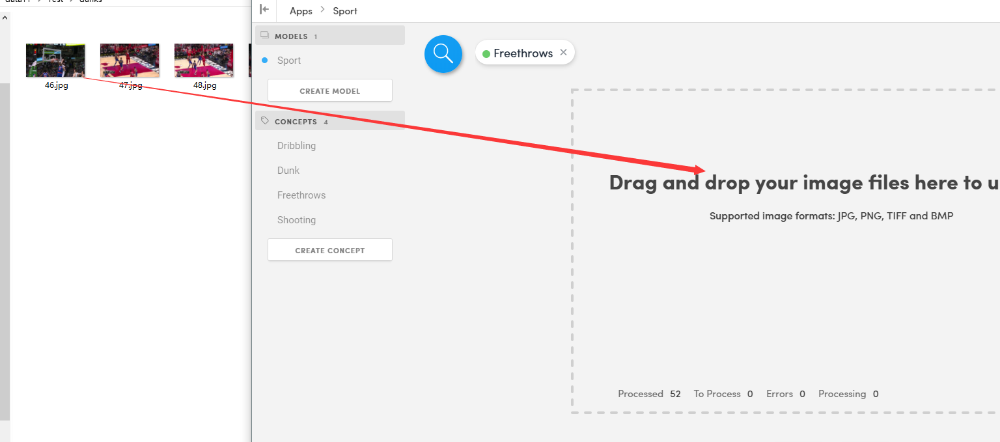 Apps > Sport
MODELS 1
Sport
CREATE MODEL
CONCEPTS 4
Dribbling
Dunk
Freethrows
Shooting
CREATE CONCEPT
46.jpg
47.jpg
48.jpg
Freethrows ×
Drag and drop your image files here to u
Supported image formats: JPG, PNG, TIFF and BMP
Processed 52 To Process 0 Errors 0 Processing 0